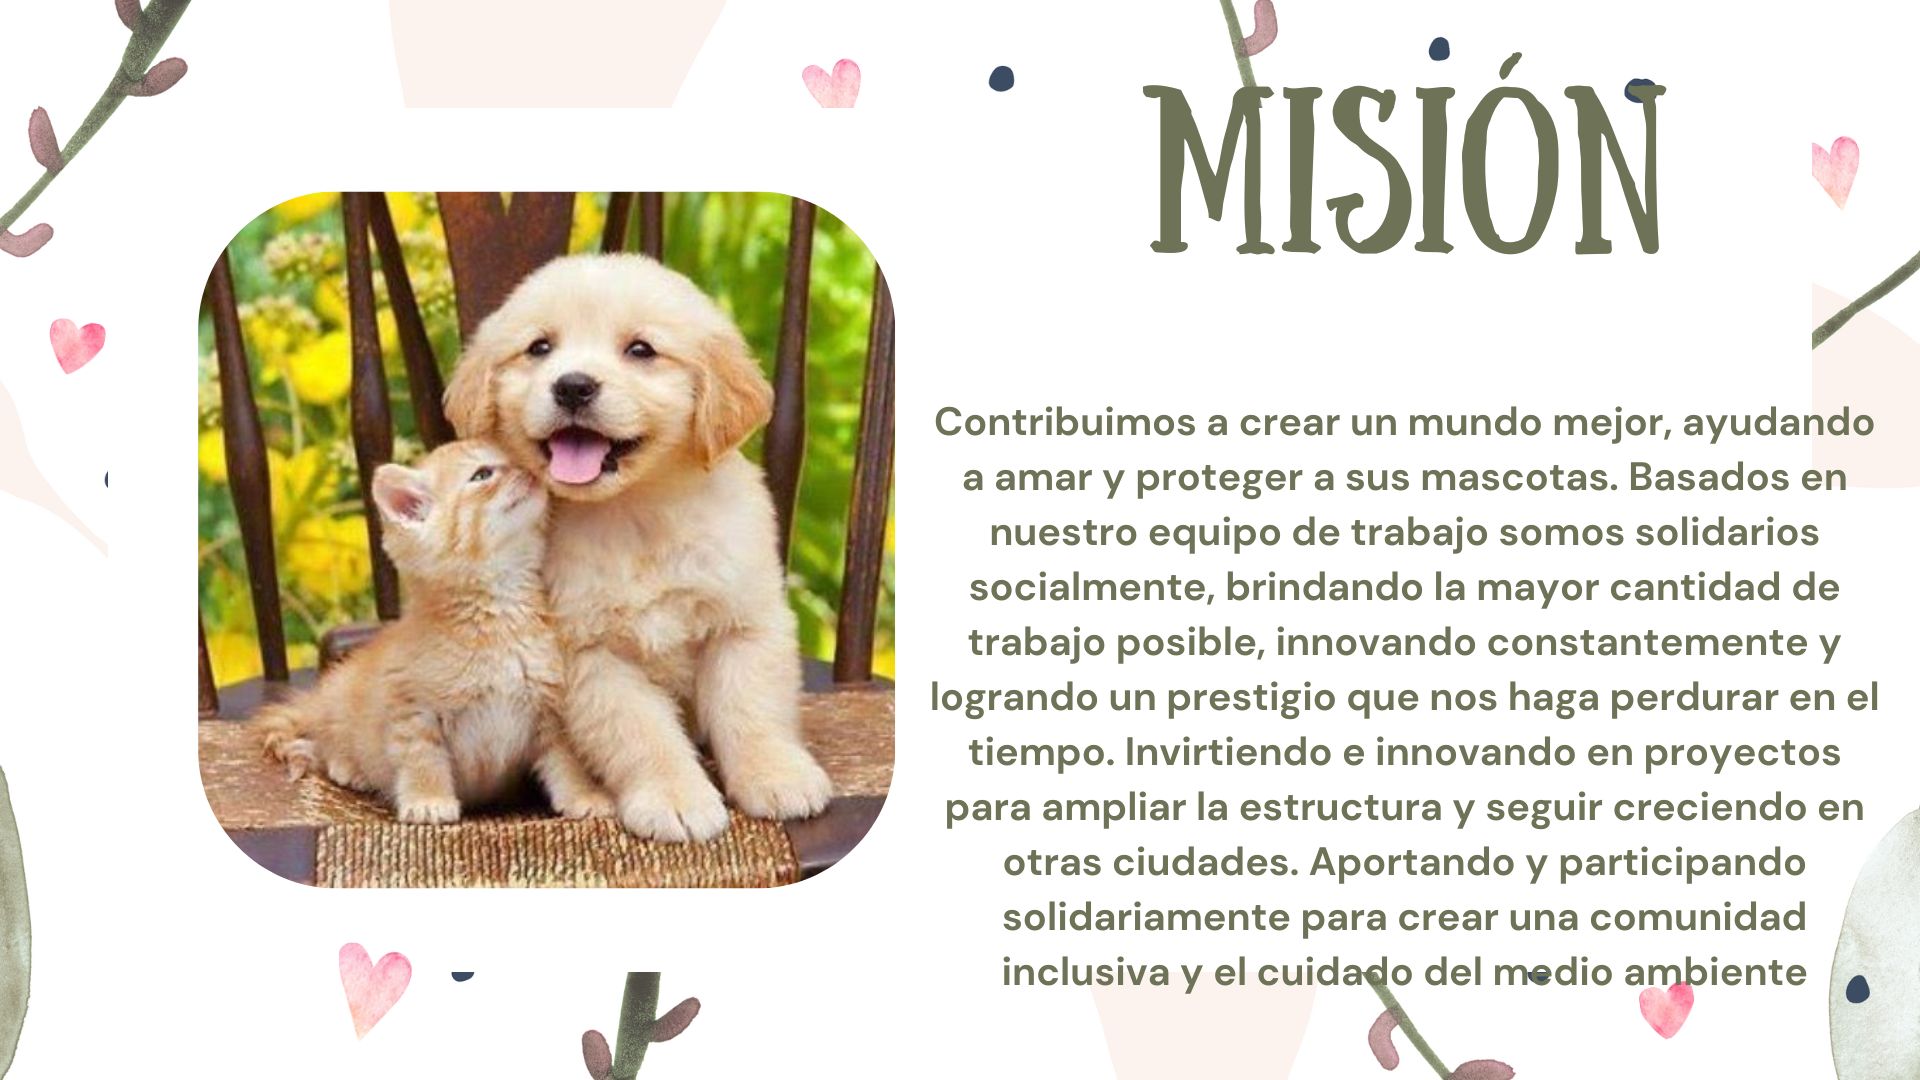 MISIÓN
Contribuimos a crear un mundo mejor, ayudando
a amar y proteger a sus mascotas. Basados en
nuestro equipo de trabajo somos solidarios
socialmente, brindando la mayor cantidad de
trabajo posible, innovando constantemente y
logrando un prestigio que nos haga perdurar en el
tiempo. Invirtiendo e innovando en proyectos
para ampliar la estructura y seguir creciendo en
otras ciudades. Aportando y participando
solidariamente para crear una comunidad
inclusiva y el cuidado del medio ambiente